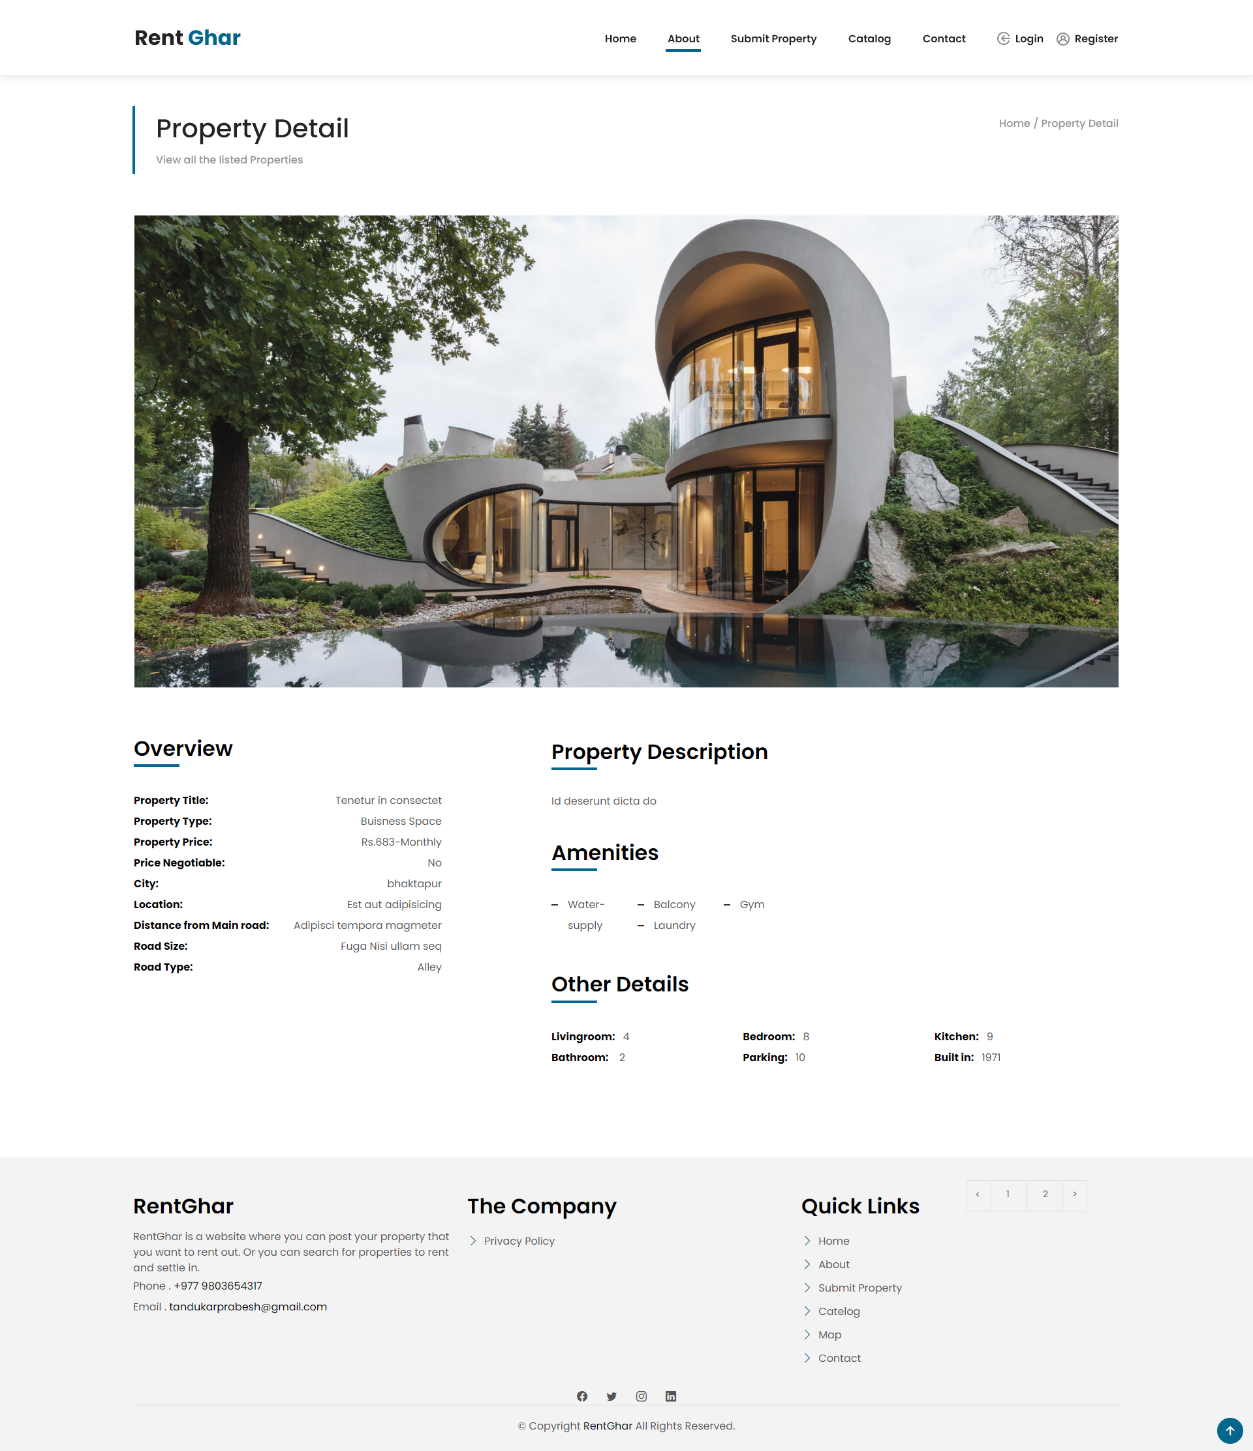 Rent Ghar
Home About Submit Property Catalog Contact Login Register
Property Detail
Home / Property Detail
View all the listed Properties
Overview
Property Title: Tenetur in consectet
Property Type: Buisness Space
Property Price: Rs.683-Monthly
Price Negotiable: No
City: bhaktapur
Location: Est aut adipisicing
Distance from Main road: Adipisci tempora magmeter
Road Size: Fuga Nisi ullam seq
Road Type: Alley
Property Description
Id deserunt dicta do
Amenities
– Water-supply
– Balcony
– Gym
– Laundry
Other Details
Livingroom: 4 Bedroom: 8 Kitchen: 9
Bathroom: 2 Parking: 10 Built in: 1971
RentGhar
RentGhar is a website where you can post your property that
you want to rent out. Or you can search for properties to rent
and settle in.
Phone . +977 9803654317
Email . tandukarprabesh@gmail.com
The Company
Privacy Policy
Quick Links
Home
About
Submit Property
Catelog
Map
Contact
‹ 1 2 ›
© Copyright RentGhar All Rights Reserved.